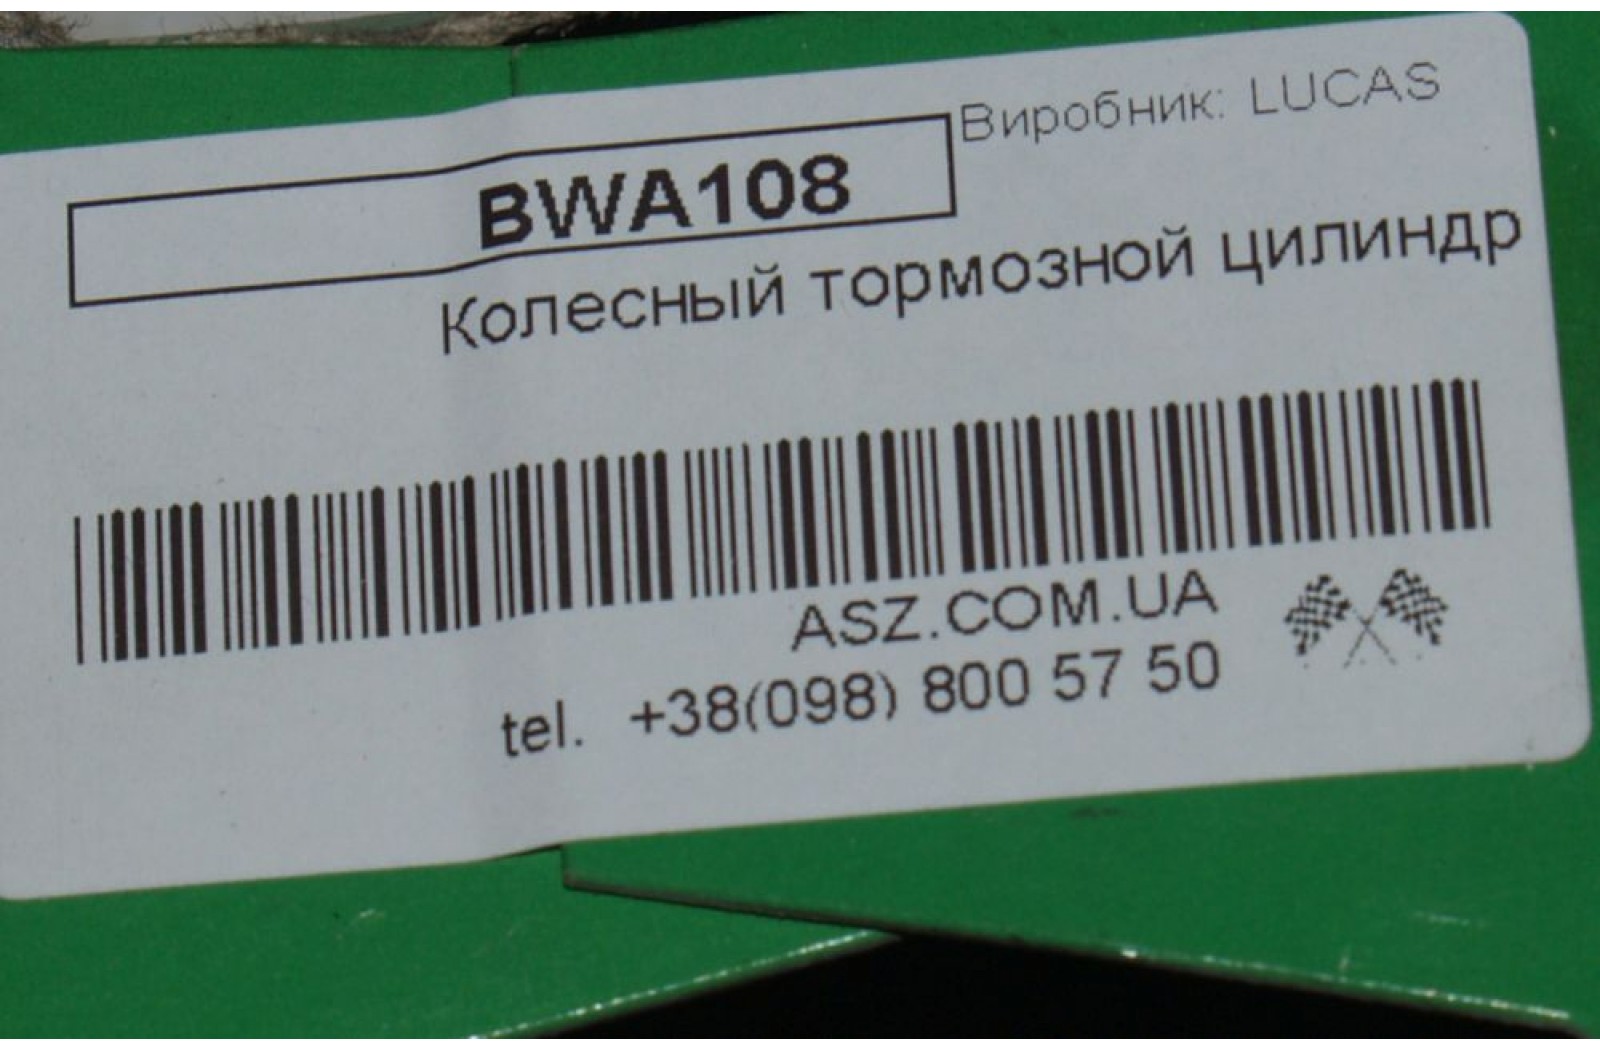 Виробник: LUCAS
BWA108
Колесный тормозной цилиндр
ASZ.COM.UA
tel. +38(098) 800 57 50